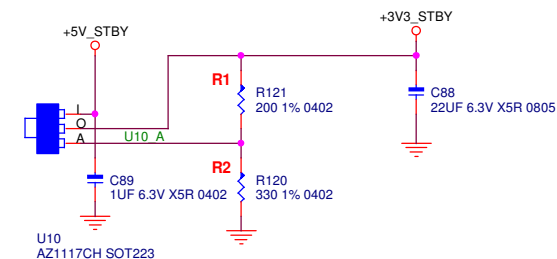 +5V_STBY
+3V3_STBY
R1
R121
200 1% 0402
C88
22UF 6.3V X5R 0805
I
O
A
U10_A
R2
R120
330 1% 0402
C89
1UF 6.3V X5R 0402
U10
AZ1117CH SOT223